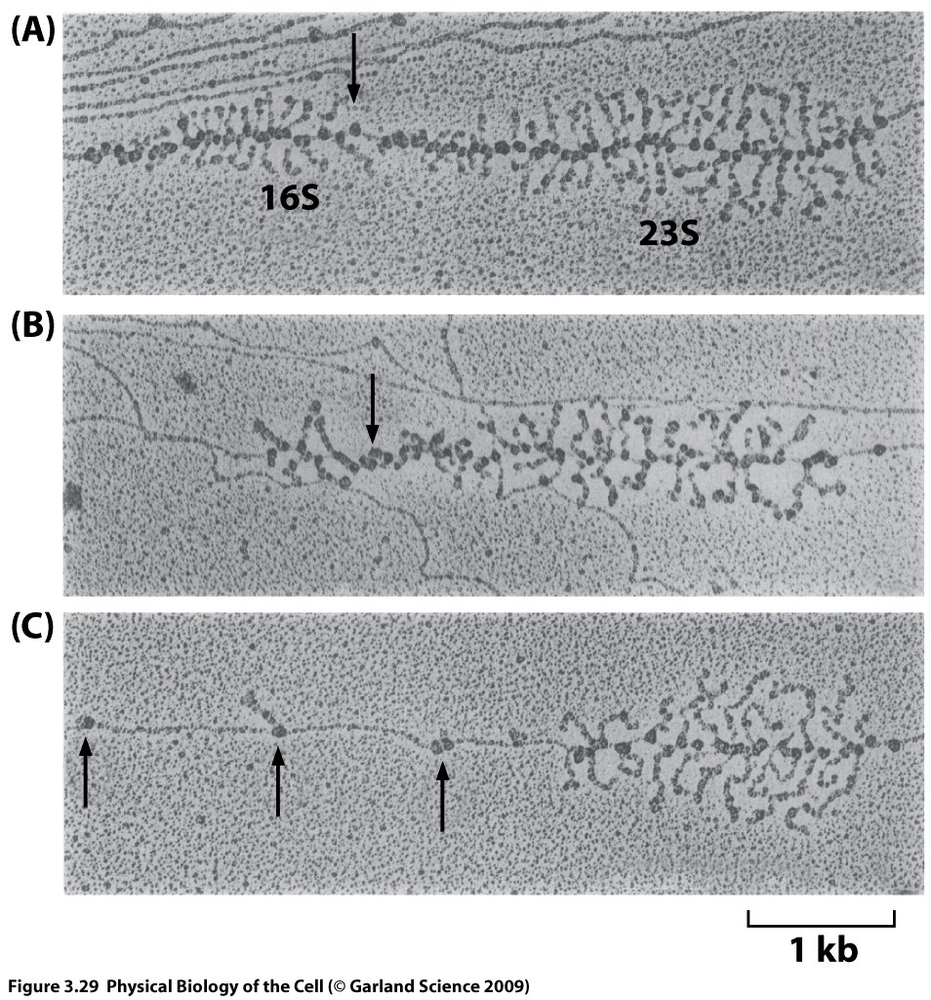 (A)
16S
23S
(B)
(C)
1 kb
Figure 3.29 Physical Biology of the Cell (© Garland Science 2009)